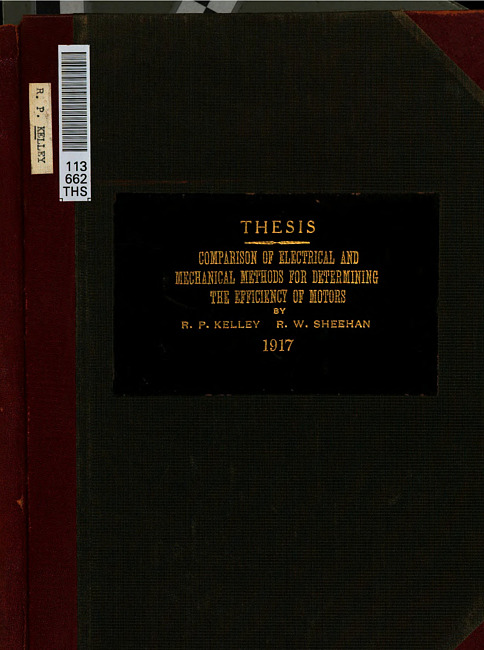 R. P. KELLEY
113
662
THS
THESIS
COMPARISON OF ELECTRICAL AND
MECHANICAL METHODS FOR DETERMINING
THE EFFICIENCY OF MOTORS
BY
R. P. KELLEY R. W. SHEEHAN
1917